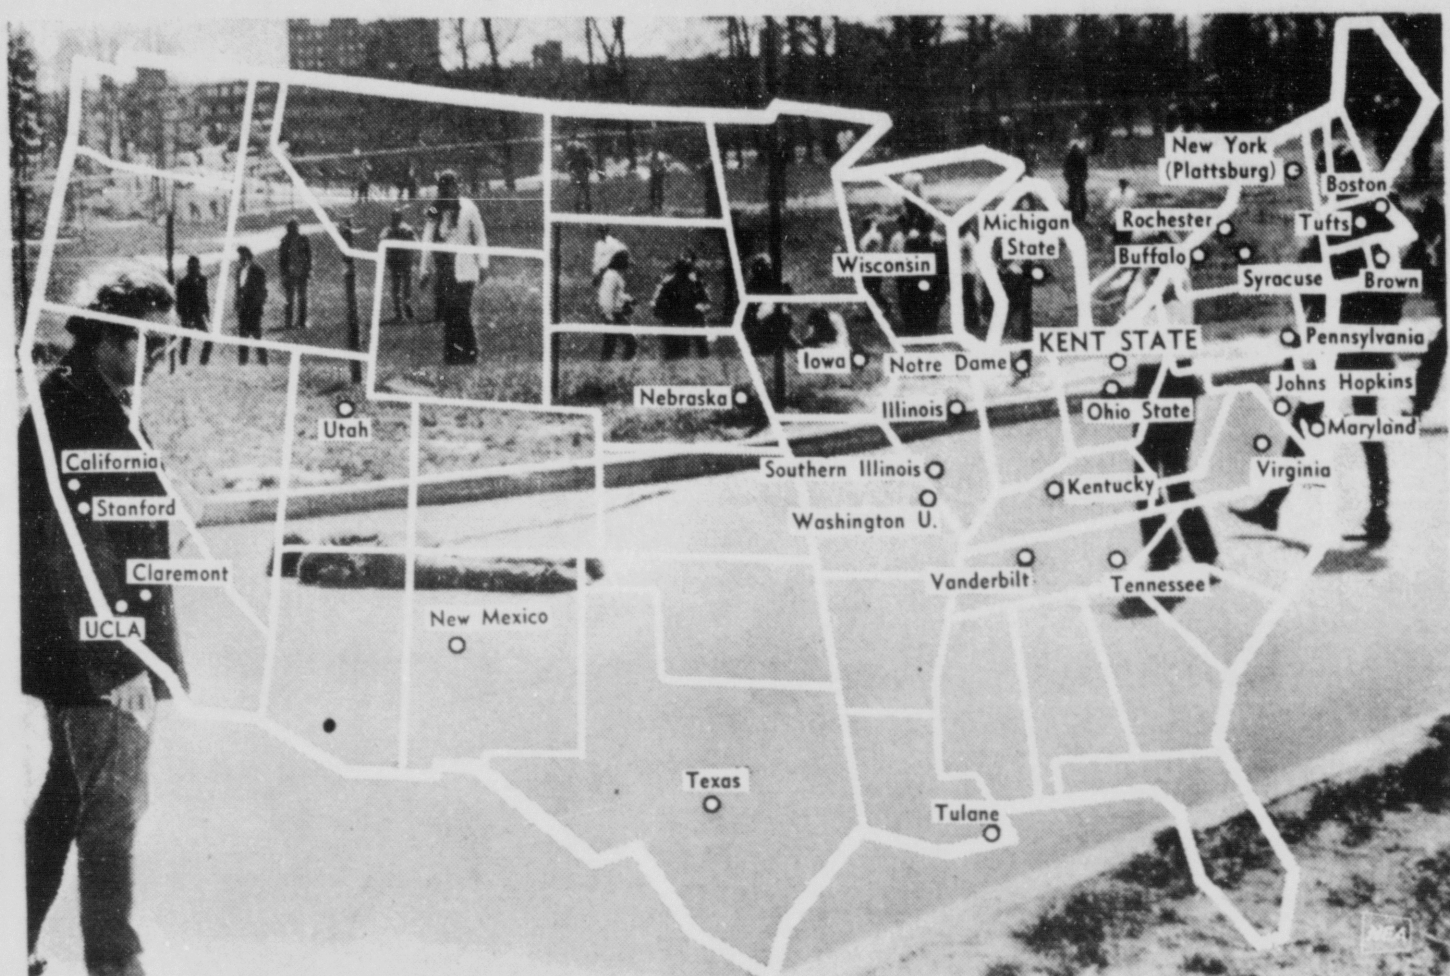 New York
(Plattsburg)
Boston
Tufts
Rochester
Buffalo
Syracuse
Brown
Michigan
State
Wisconsin
KENT STATE
Pennsylvania
Iowa
Notre Dame
Johns Hopkins
Nebraska
Illinois
Ohio State
Maryland
Utah
California
Southern Illinois
Virginia
Kentucky
Stanford
Washington U.
Claremont
Vanderbilt
Tennessee
UCLA
New Mexico
Texas
Tulane
NEA